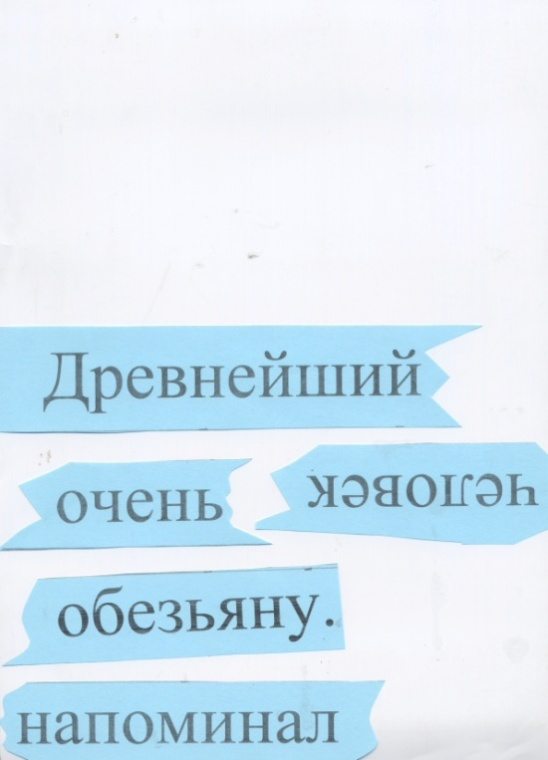 Древнейший
очень человек
обезьяну.
напоминал